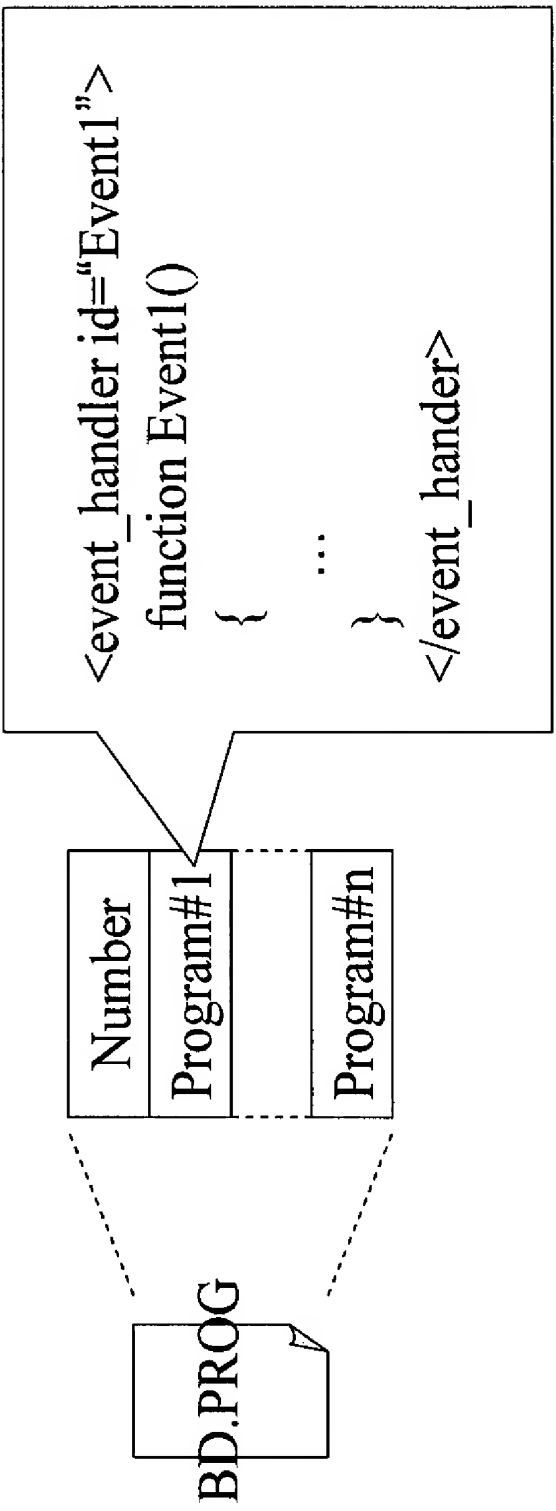 BD.PROG
Number
Program#1
Program#n
<event_handler id=“Event1”>
function Event1()
{
...
}
</event_hander>